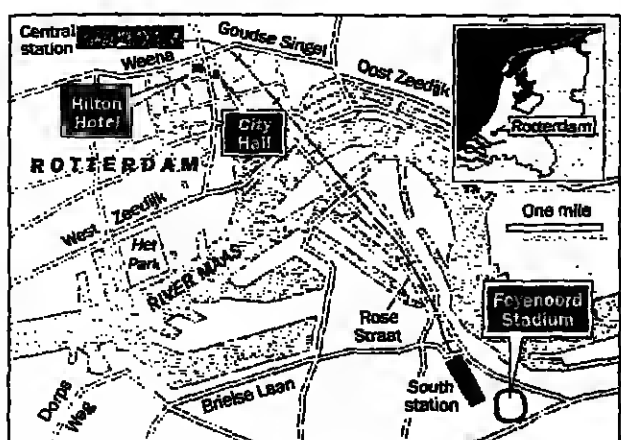 Central
station
Goudse Singel
Weena
Oost Zeedijk
Hilton
Hotel
City
Hall
Rotterdam
ROTTERDAM
One mile
West Zeedijk
Het
Park
RIVER MAAS
Feyenoord
Stadium
Rose
Straat
South
station
Brielse Laan
Dorps
Weg